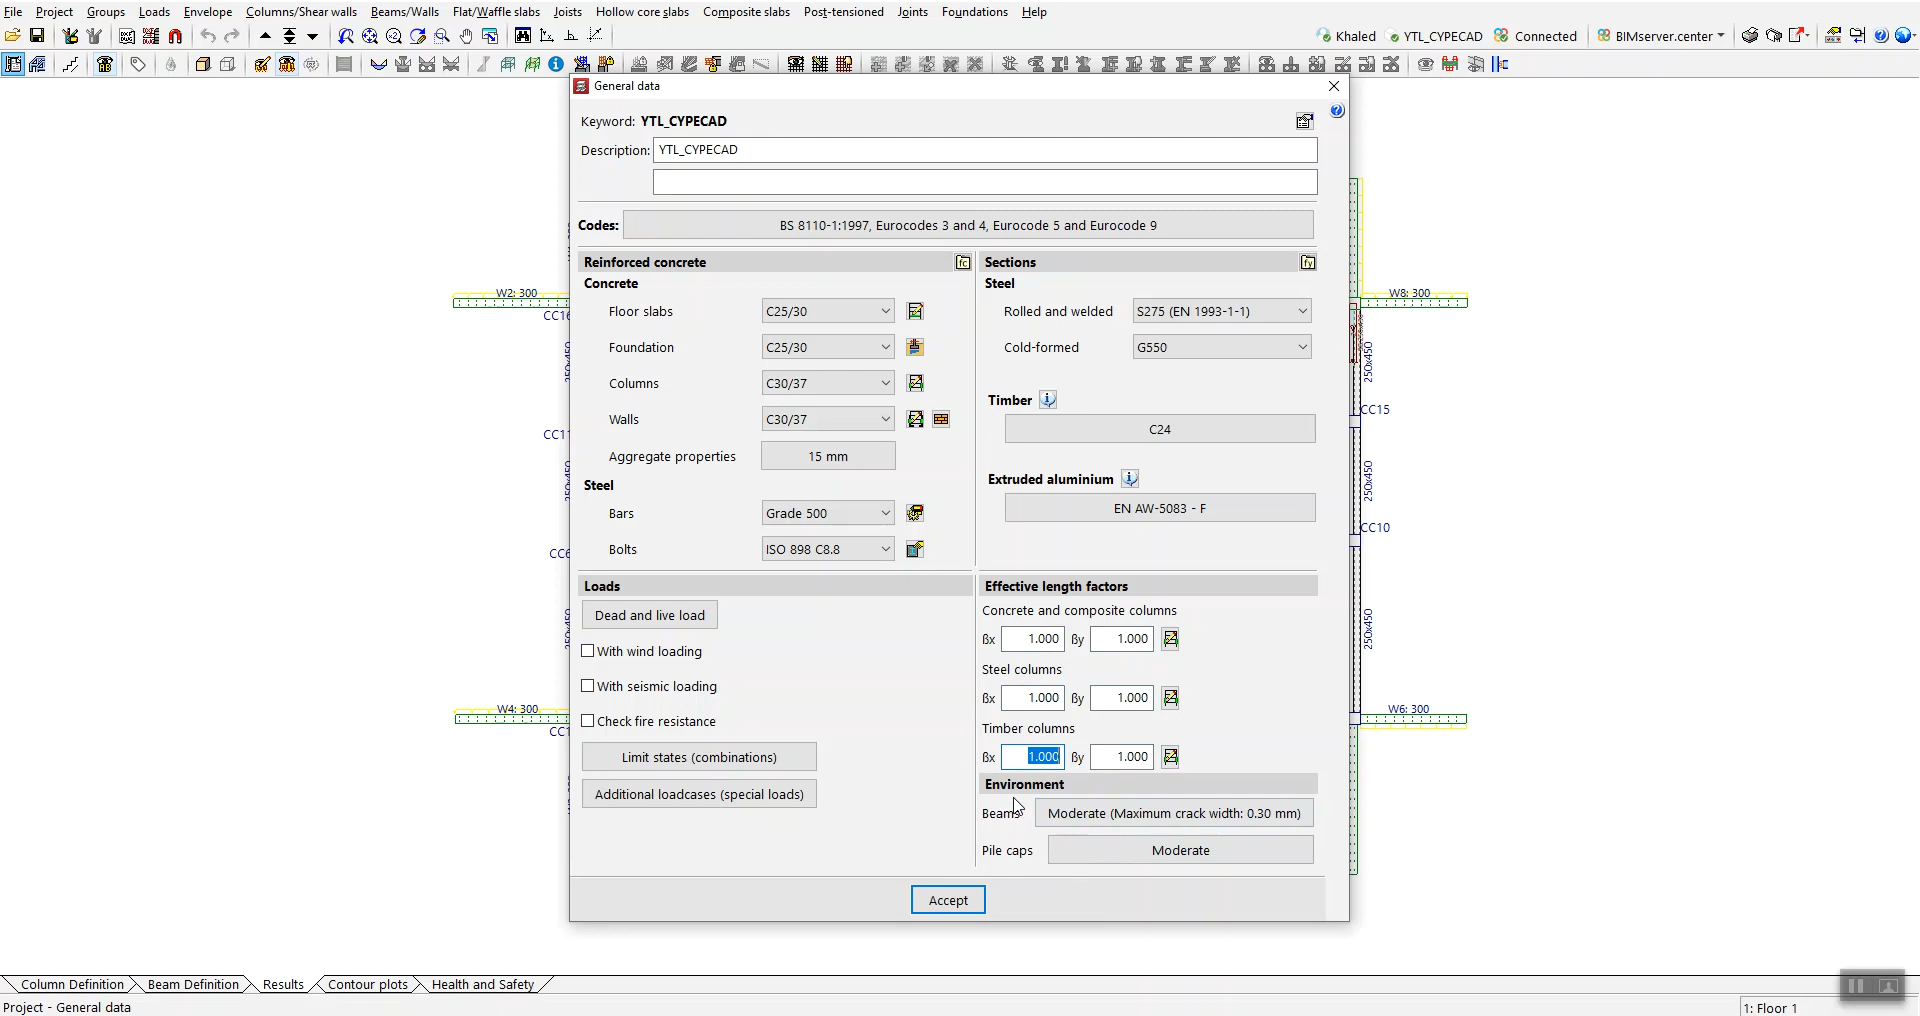 File Project Groups Loads Envelope Columns/Shear walls Beams/Walls Flat/Waffle slabs Joists Hollow core slabs Composite slabs Post-tensioned Joints Foundations Help
Khaled YTL_CYPECAD Connected BIMserver.center
General data
Keyword: YTL_CYPECAD
Description: YTL_CYPECAD
Codes: BS 8110-1:1997, Eurocodes 3 and 4, Eurocode 5 and Eurocode 9
Reinforced concrete
Concrete
Floor slabs C25/30
Foundation C25/30
Columns C30/37
Walls C30/37
Aggregate properties 15 mm
Steel
Bars Grade 500
Bolts ISO 898 C8.8
Sections
Steel
Rolled and welded S275 (EN 1993-1-1)
Cold-formed G550
Timber
C24
Extruded aluminium
EN AW-5083 - F
Loads
Dead and live load
With wind loading
With seismic loading
Check fire resistance
Limit states (combinations)
Additional loadcases (special loads)
Effective length factors
Concrete and composite columns
ßx 1.000 ßy 1.000
Steel columns
ßx 1.000 ßy 1.000
Timber columns
ßx 1.000 ßy 1.000
Environment
Beams Moderate (Maximum crack width: 0.30 mm)
Pile caps Moderate
Accept
W2: 300
CC16
CC11
CC6
W4: 300
CC1
W8: 300
250x450
CC15
250x450
CC10
250x450
W6: 300
Column Definition Beam Definition Results Contour plots Health and Safety
Project - General data
1: Floor 1